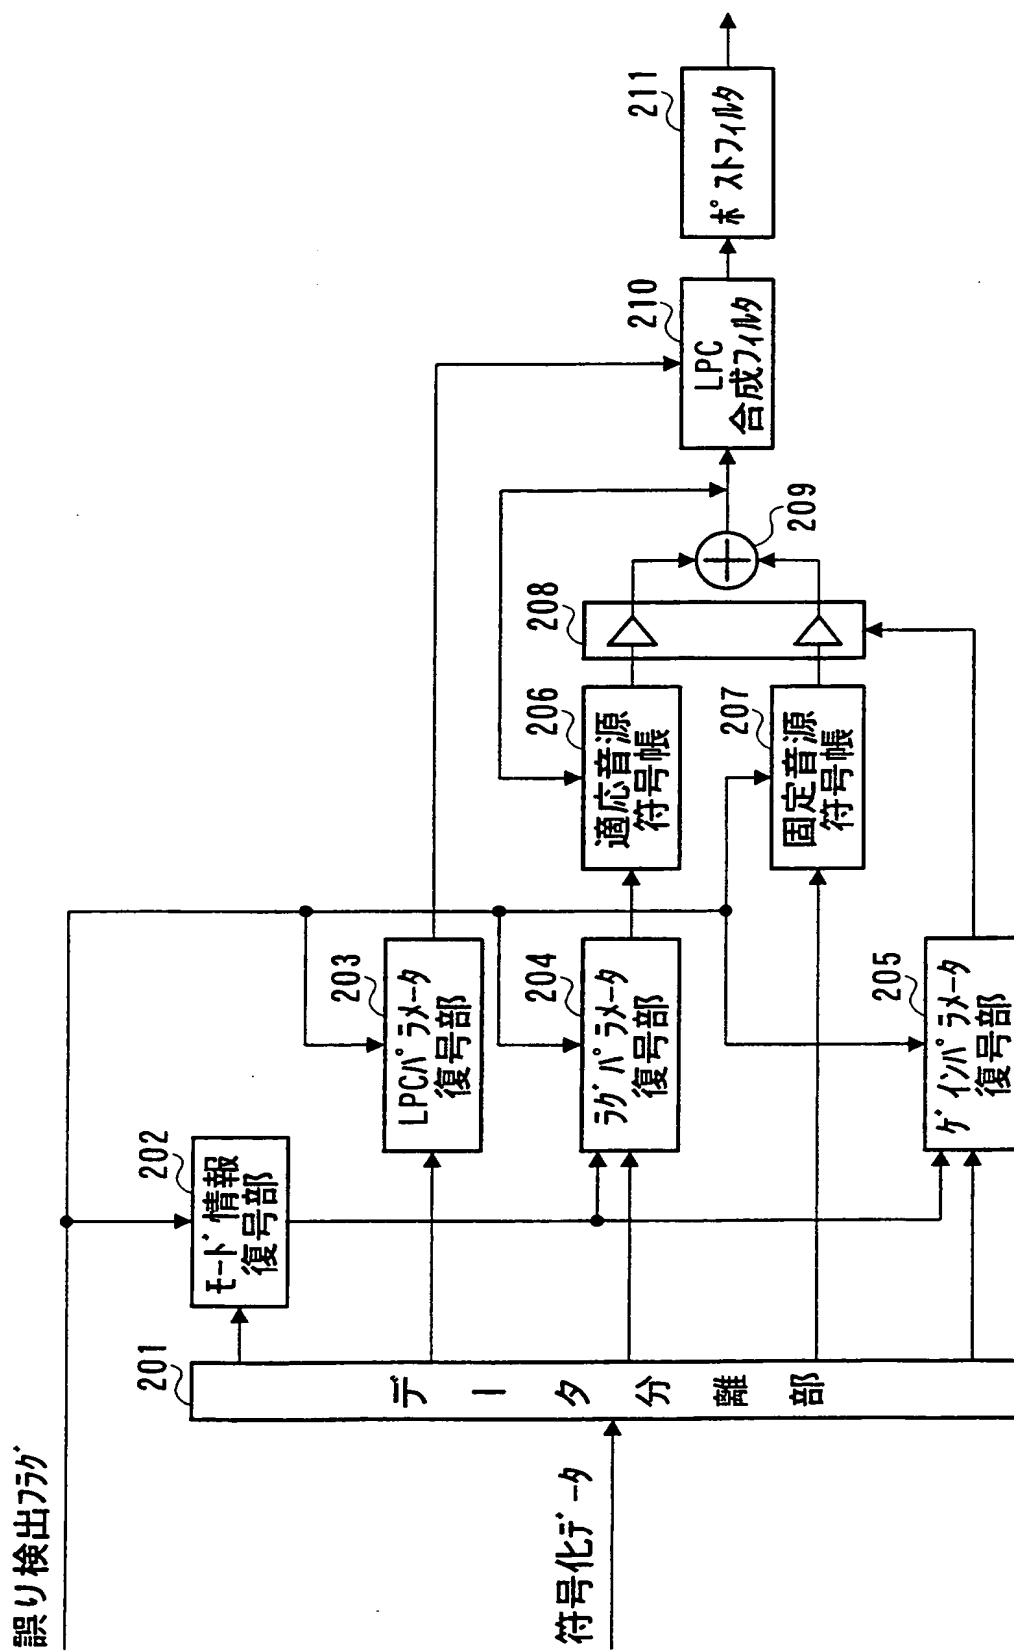 誤り検出ﾌﾗｸﾞ
符号化ﾃﾞｰﾀ
201
データ分離部
202
ﾓｰﾄﾞ情報
復号部
203
LPCﾊﾟﾗﾒｰﾀ
復号部
204
ﾗｸﾞﾊﾟﾗﾒｰﾀ
復号部
205
ｹﾞｲﾝﾊﾟﾗﾒｰﾀ
復号部
206
適応音源
符号帳
207
固定音源
符号帳
208
209
210
LPC
合成ﾌｨﾙﾀ
211
ﾎﾟｽﾄﾌｨﾙﾀ